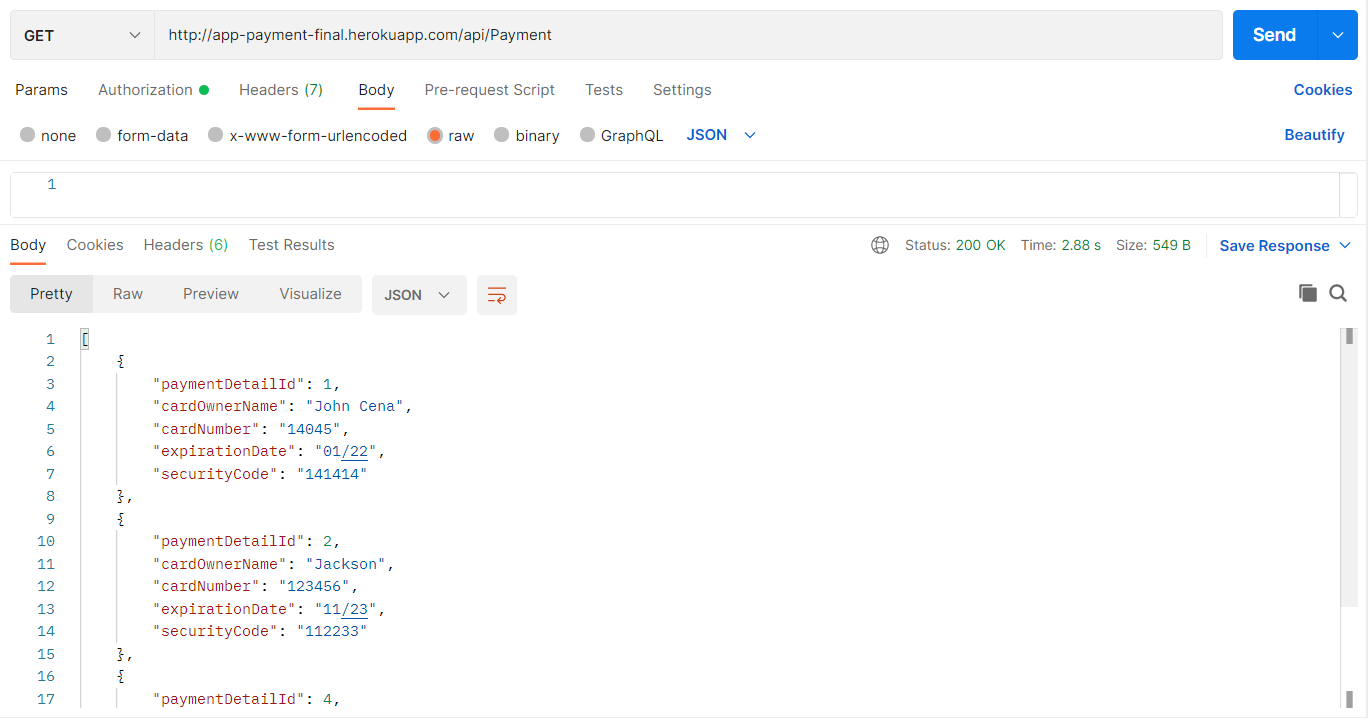 GET http://app-payment-final.herokuapp.com/api/Payment Send
Params Authorization Headers (7) Body Pre-request Script Tests Settings Cookies
none form-data x-www-form-urlencoded raw binary GraphQL JSON Beautify
1
Body Cookies Headers (6) Test Results Status: 200 OK Time: 2.88 s Size: 549 B Save Response
Pretty Raw Preview Visualize JSON
1 [
2 {
3 "paymentDetailId": 1,
4 "cardOwnerName": "John Cena",
5 "cardNumber": "14045",
6 "expirationDate": "01/22",
7 "securityCode": "141414"
8 },
9 {
10 "paymentDetailId": 2,
11 "cardOwnerName": "Jackson",
12 "cardNumber": "123456",
13 "expirationDate": "11/23",
14 "securityCode": "112233"
15 },
16 {
17 "paymentDetailId": 4,